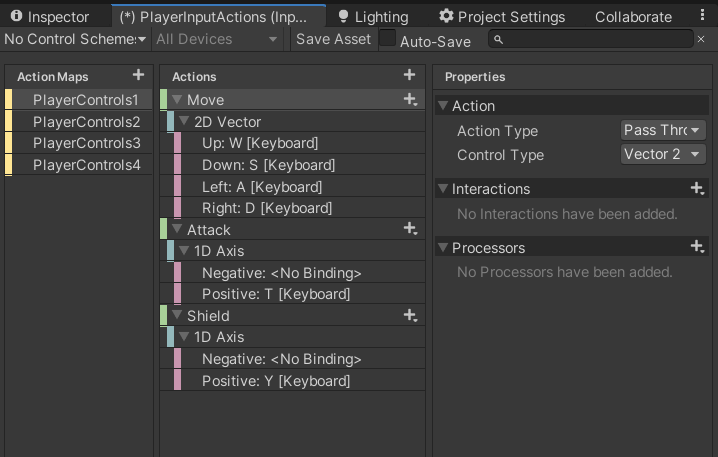 Inspector (*) PlayerInputActions (Inp... Lighting Project Settings Collaborate
No Control Schemes All Devices Save Asset Auto-Save
Action Maps + Actions + Properties
PlayerControls1
PlayerControls2
PlayerControls3
PlayerControls4
Move
2D Vector
Up: W [Keyboard]
Down: S [Keyboard]
Left: A [Keyboard]
Right: D [Keyboard]
Attack
1D Axis
Negative: <No Binding>
Positive: T [Keyboard]
Shield
1D Axis
Negative: <No Binding>
Positive: Y [Keyboard]
Action
Action Type Pass Thro
Control Type Vector 2
Interactions
No Interactions have been added.
Processors
No Processors have been added.